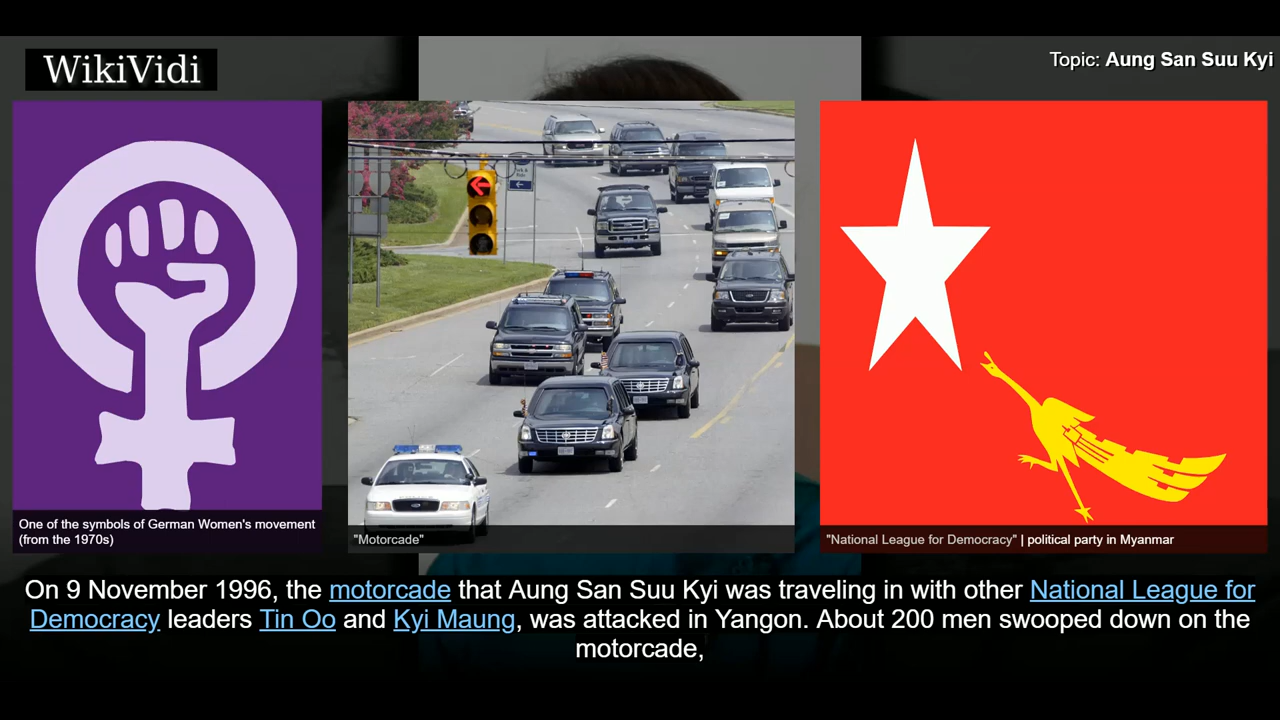 WikiVidi
Topic: Aung San Suu Kyi
One of the symbols of German Women's movement
(from the 1970s)
"Motorcade"
"National League for Democracy" | political party in Myanmar
On 9 November 1996, the motorcade that Aung San Suu Kyi was traveling in with other National League for
Democracy leaders Tin Oo and Kyi Maung, was attacked in Yangon. About 200 men swooped down on the
motorcade,